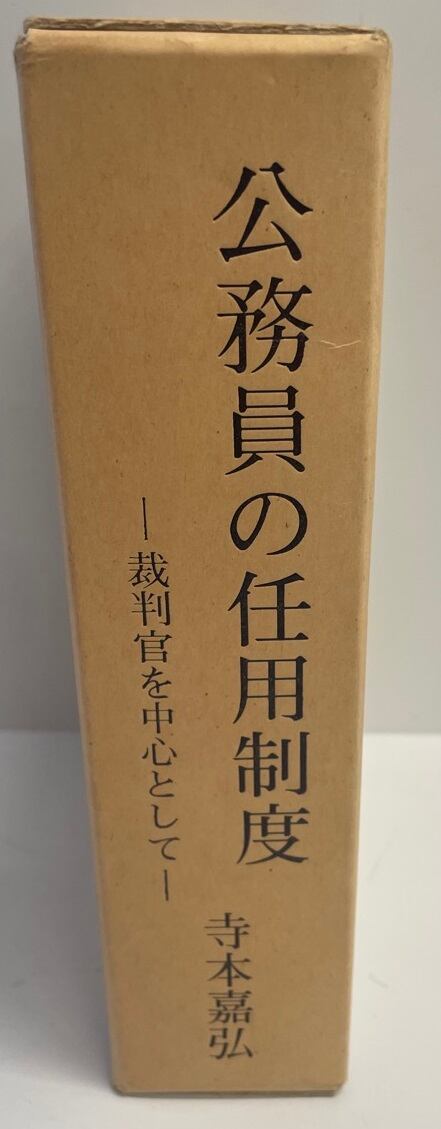 公務員の任用制度
―裁判官を中心として―
寺本嘉弘